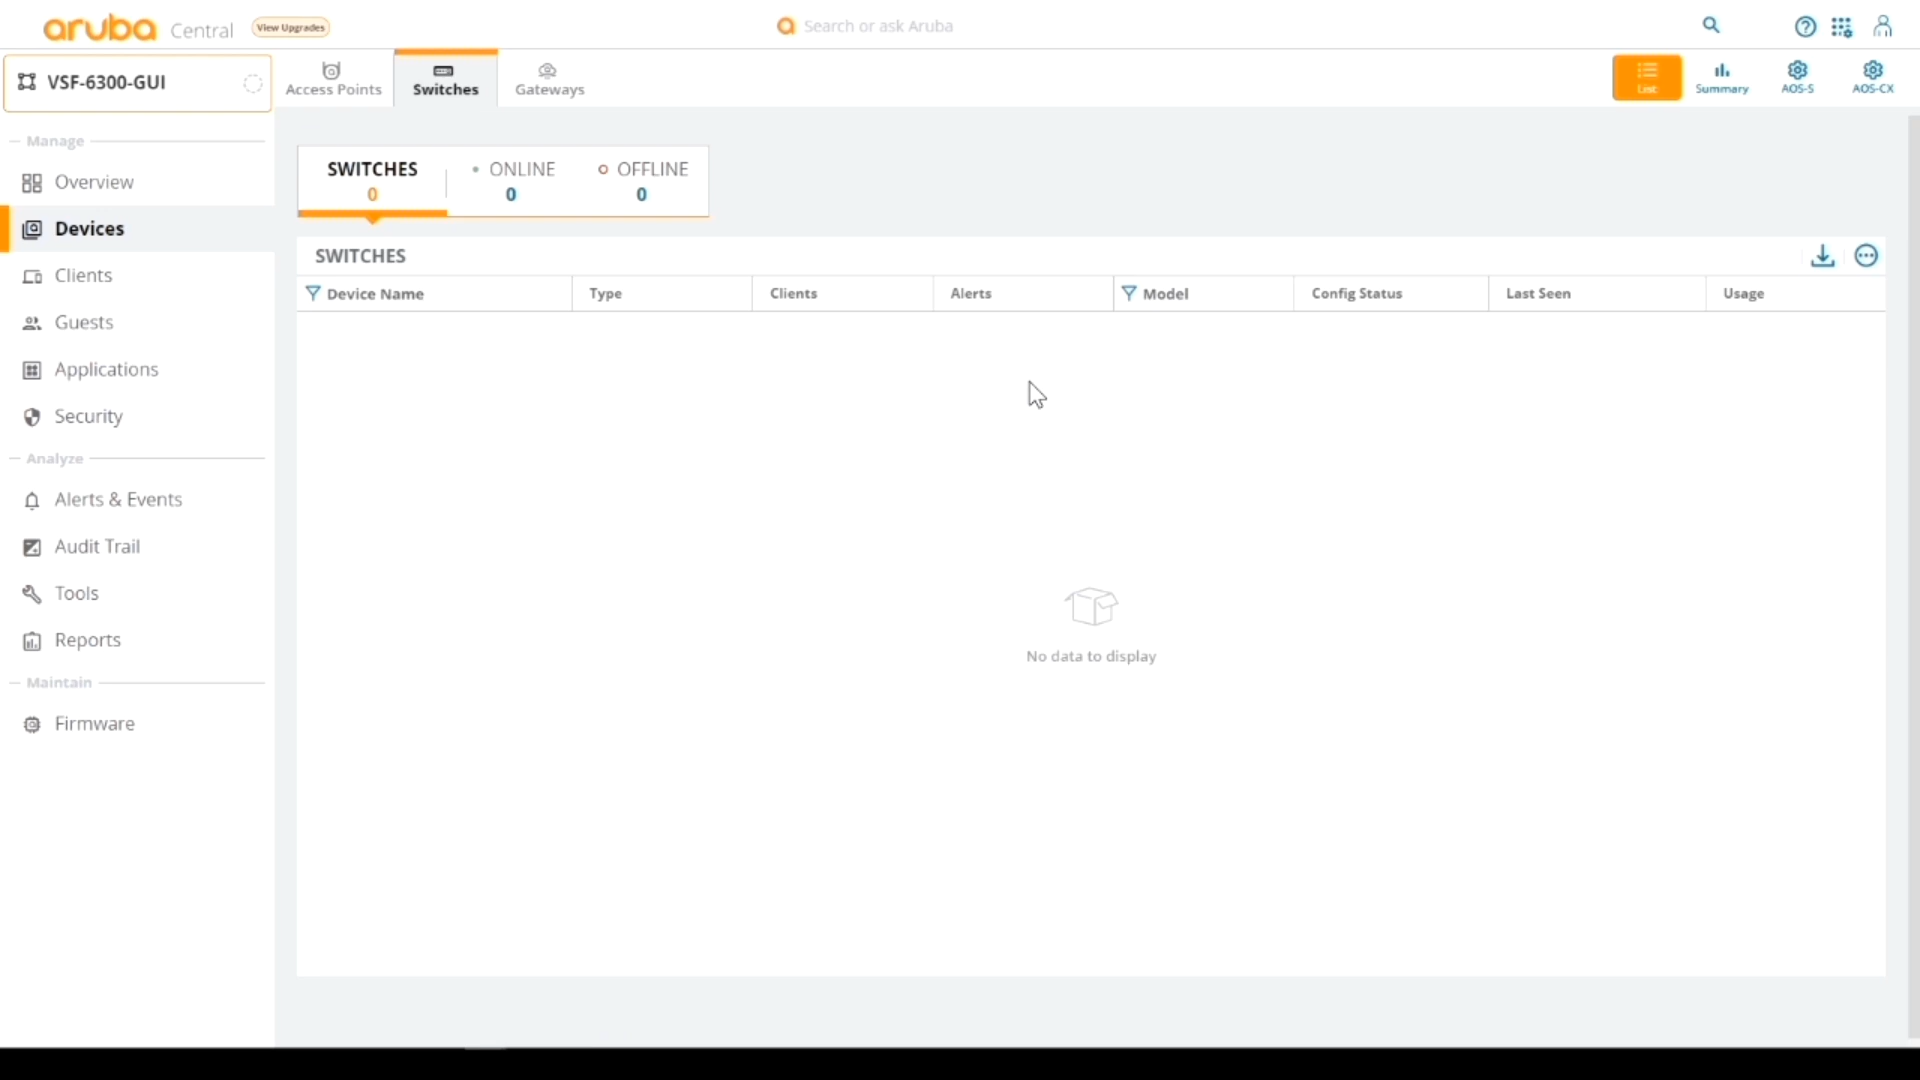 aruba Central View Upgrades
Search or ask Aruba
VSF-6300-GUI
Access Points
Switches
Gateways
List
Summary
AOS-S
AOS-CX
Manage
Overview
Devices
Clients
Guests
Applications
Security
Analyze
Alerts & Events
Audit Trail
Tools
Reports
Maintain
Firmware
SWITCHES
0
ONLINE
0
OFFLINE
0
SWITCHES
Device Name Type Clients Alerts Model Config Status Last Seen Usage
No data to display